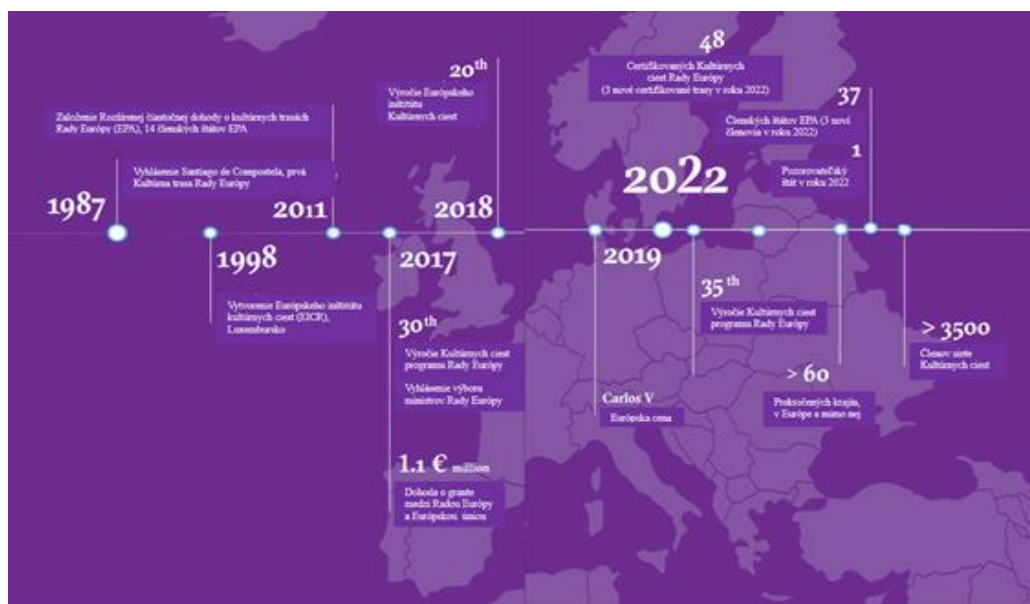 Založenie Rozšírenej čiastočnej dohody o kultúrnych trasách
Rady Európy (EPA), 14 členských štátov EPA
Vyhlásenie Santiago de Compostela, prvá
Kultúrna trasa Rady Európy
1987
1998
Vytvorenie Európskeho inštitútu
kultúrnych ciest (EICR),
Luxembursko
2011
2017
30th
Výročie Kultúrnych ciest
programu Rady Európy
Vyhlásenie výboru
ministrov Rady Európy
1.1 € million
Dohoda o grante
medzi Radou Európy
a Európskou úniou
20th
Výročie Európskeho
inštitútu
Kultúrnych ciest
2018
2019
Carlos V
Európska cena
48
Certifikovaných Kultúrnych
ciest Rady Európy
(3 nové certifikované trasy v roku 2022)
2022
35th
Výročie Kultúrnych ciest
programu Rady Európy
37
Členských štátov EPA (3 noví
členovia v roku 2022)
1
Pozorovateľský
štát v roku 2022
> 60
Prekročených krajín,
v Európe a mimo nej
> 3500
Členov siete
Kultúrnych ciest